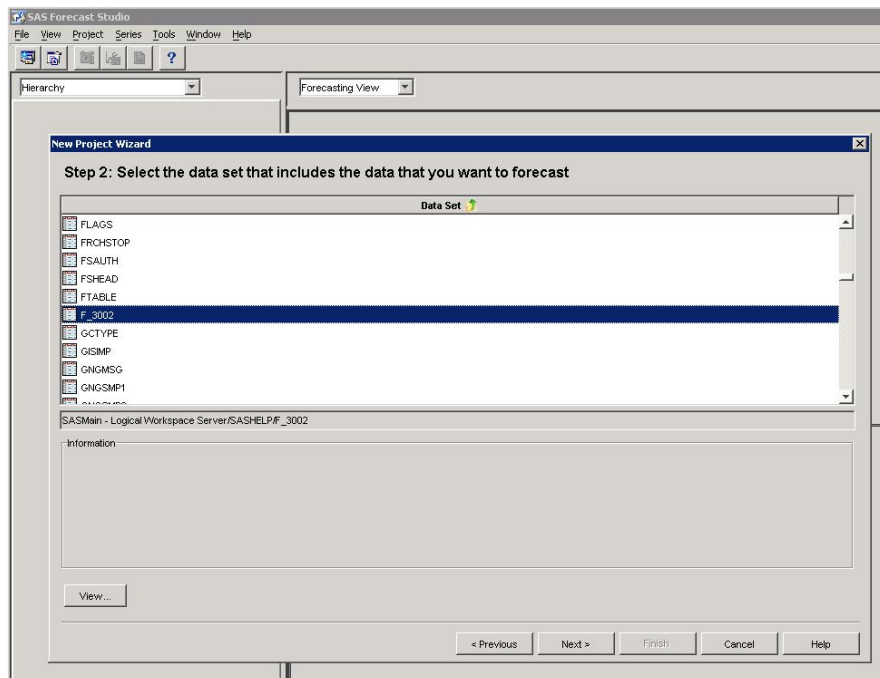 SAS Forecast Studio
File View Project Series Tools Window Help
?
Hierarchy
Forecasting View
New Project Wizard
Step 2: Select the data set that includes the data that you want to forecast
Data Set
FLAGS
FRCHSTOP
FSAUTH
FSHEAD
FTABLE
F_3002
GCTYPE
GISIMP
GNGMSG
GNGSMP1
SASMain - Logical Workspace Server/SASHELP/F_3002
Information
View...
< Previous
Next >
Finish
Cancel
Help